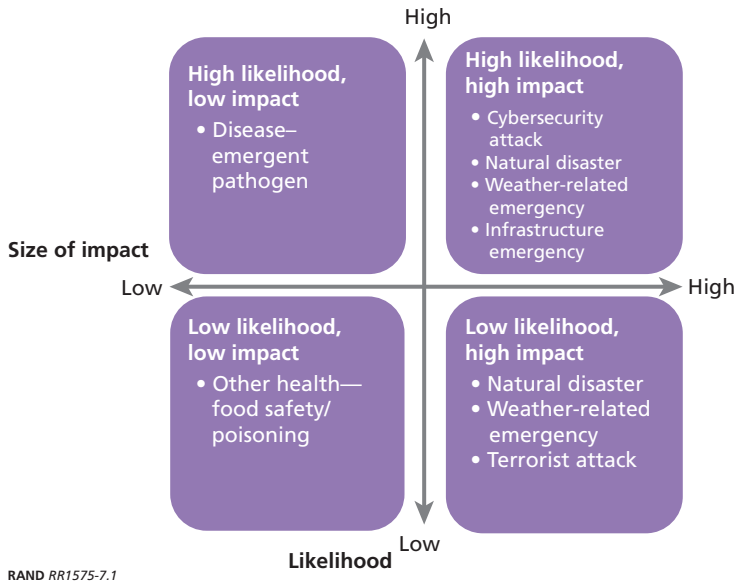 High
High likelihood,
low impact
• Disease–
emergent
pathogen
High likelihood,
high impact
• Cybersecurity
attack
• Natural disaster
• Weather-related
emergency
• Infrastructure
emergency
Size of impact
Low
High
Low likelihood,
low impact
• Other health—
food safety/
poisoning
Low likelihood,
high impact
• Natural disaster
• Weather-related
emergency
• Terrorist attack
Low
Likelihood
RAND RR1575-7.1